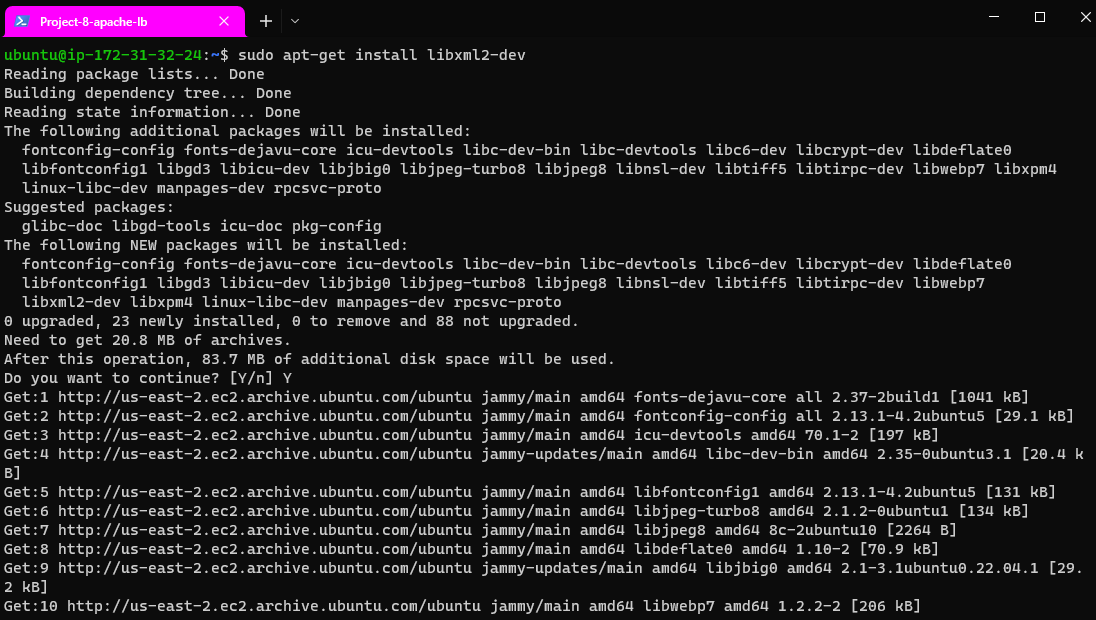 Project-8-apache-lb
ubuntu@ip-172-31-32-24:~$ sudo apt-get install libxml2-dev
Reading package lists... Done
Building dependency tree... Done
Reading state information... Done
The following additional packages will be installed:
  fontconfig-config fonts-dejavu-core icu-devtools libc-dev-bin libc-devtools libc6-dev libcrypt-dev libdeflate0
  libfontconfig1 libgd3 libicu-dev libjbig0 libjpeg-turbo8 libjpeg8 libnsl-dev libtiff5 libtirpc-dev libwebp7 libxpm4
  linux-libc-dev manpages-dev rpcsvc-proto
Suggested packages:
  glibc-doc libgd-tools icu-doc pkg-config
The following NEW packages will be installed:
  fontconfig-config fonts-dejavu-core icu-devtools libc-dev-bin libc-devtools libc6-dev libcrypt-dev libdeflate0
  libfontconfig1 libgd3 libicu-dev libjbig0 libjpeg-turbo8 libjpeg8 libnsl-dev libtiff5 libtirpc-dev libwebp7
  libxml2-dev libxpm4 linux-libc-dev manpages-dev rpcsvc-proto
0 upgraded, 23 newly installed, 0 to remove and 88 not upgraded.
Need to get 20.8 MB of archives.
After this operation, 83.7 MB of additional disk space will be used.
Do you want to continue? [Y/n] Y
Get:1 http://us-east-2.ec2.archive.ubuntu.com/ubuntu jammy/main amd64 fonts-dejavu-core all 2.37-2build1 [1041 kB]
Get:2 http://us-east-2.ec2.archive.ubuntu.com/ubuntu jammy/main amd64 fontconfig-config all 2.13.1-4.2ubuntu5 [29.1 kB]
Get:3 http://us-east-2.ec2.archive.ubuntu.com/ubuntu jammy/main amd64 icu-devtools amd64 70.1-2 [197 kB]
Get:4 http://us-east-2.ec2.archive.ubuntu.com/ubuntu jammy-updates/main amd64 libc-dev-bin amd64 2.35-0ubuntu3.1 [20.4 k
B]
Get:5 http://us-east-2.ec2.archive.ubuntu.com/ubuntu jammy/main amd64 libfontconfig1 amd64 2.13.1-4.2ubuntu5 [131 kB]
Get:6 http://us-east-2.ec2.archive.ubuntu.com/ubuntu jammy/main amd64 libjpeg-turbo8 amd64 2.1.2-0ubuntu1 [134 kB]
Get:7 http://us-east-2.ec2.archive.ubuntu.com/ubuntu jammy/main amd64 libjpeg8 amd64 8c-2ubuntu10 [2264 B]
Get:8 http://us-east-2.ec2.archive.ubuntu.com/ubuntu jammy/main amd64 libdeflate0 amd64 1.10-2 [70.9 kB]
Get:9 http://us-east-2.ec2.archive.ubuntu.com/ubuntu jammy-updates/main amd64 libjbig0 amd64 2.1-3.1ubuntu0.22.04.1 [29.
2 kB]
Get:10 http://us-east-2.ec2.archive.ubuntu.com/ubuntu jammy/main amd64 libwebp7 amd64 1.2.2-2 [206 kB]